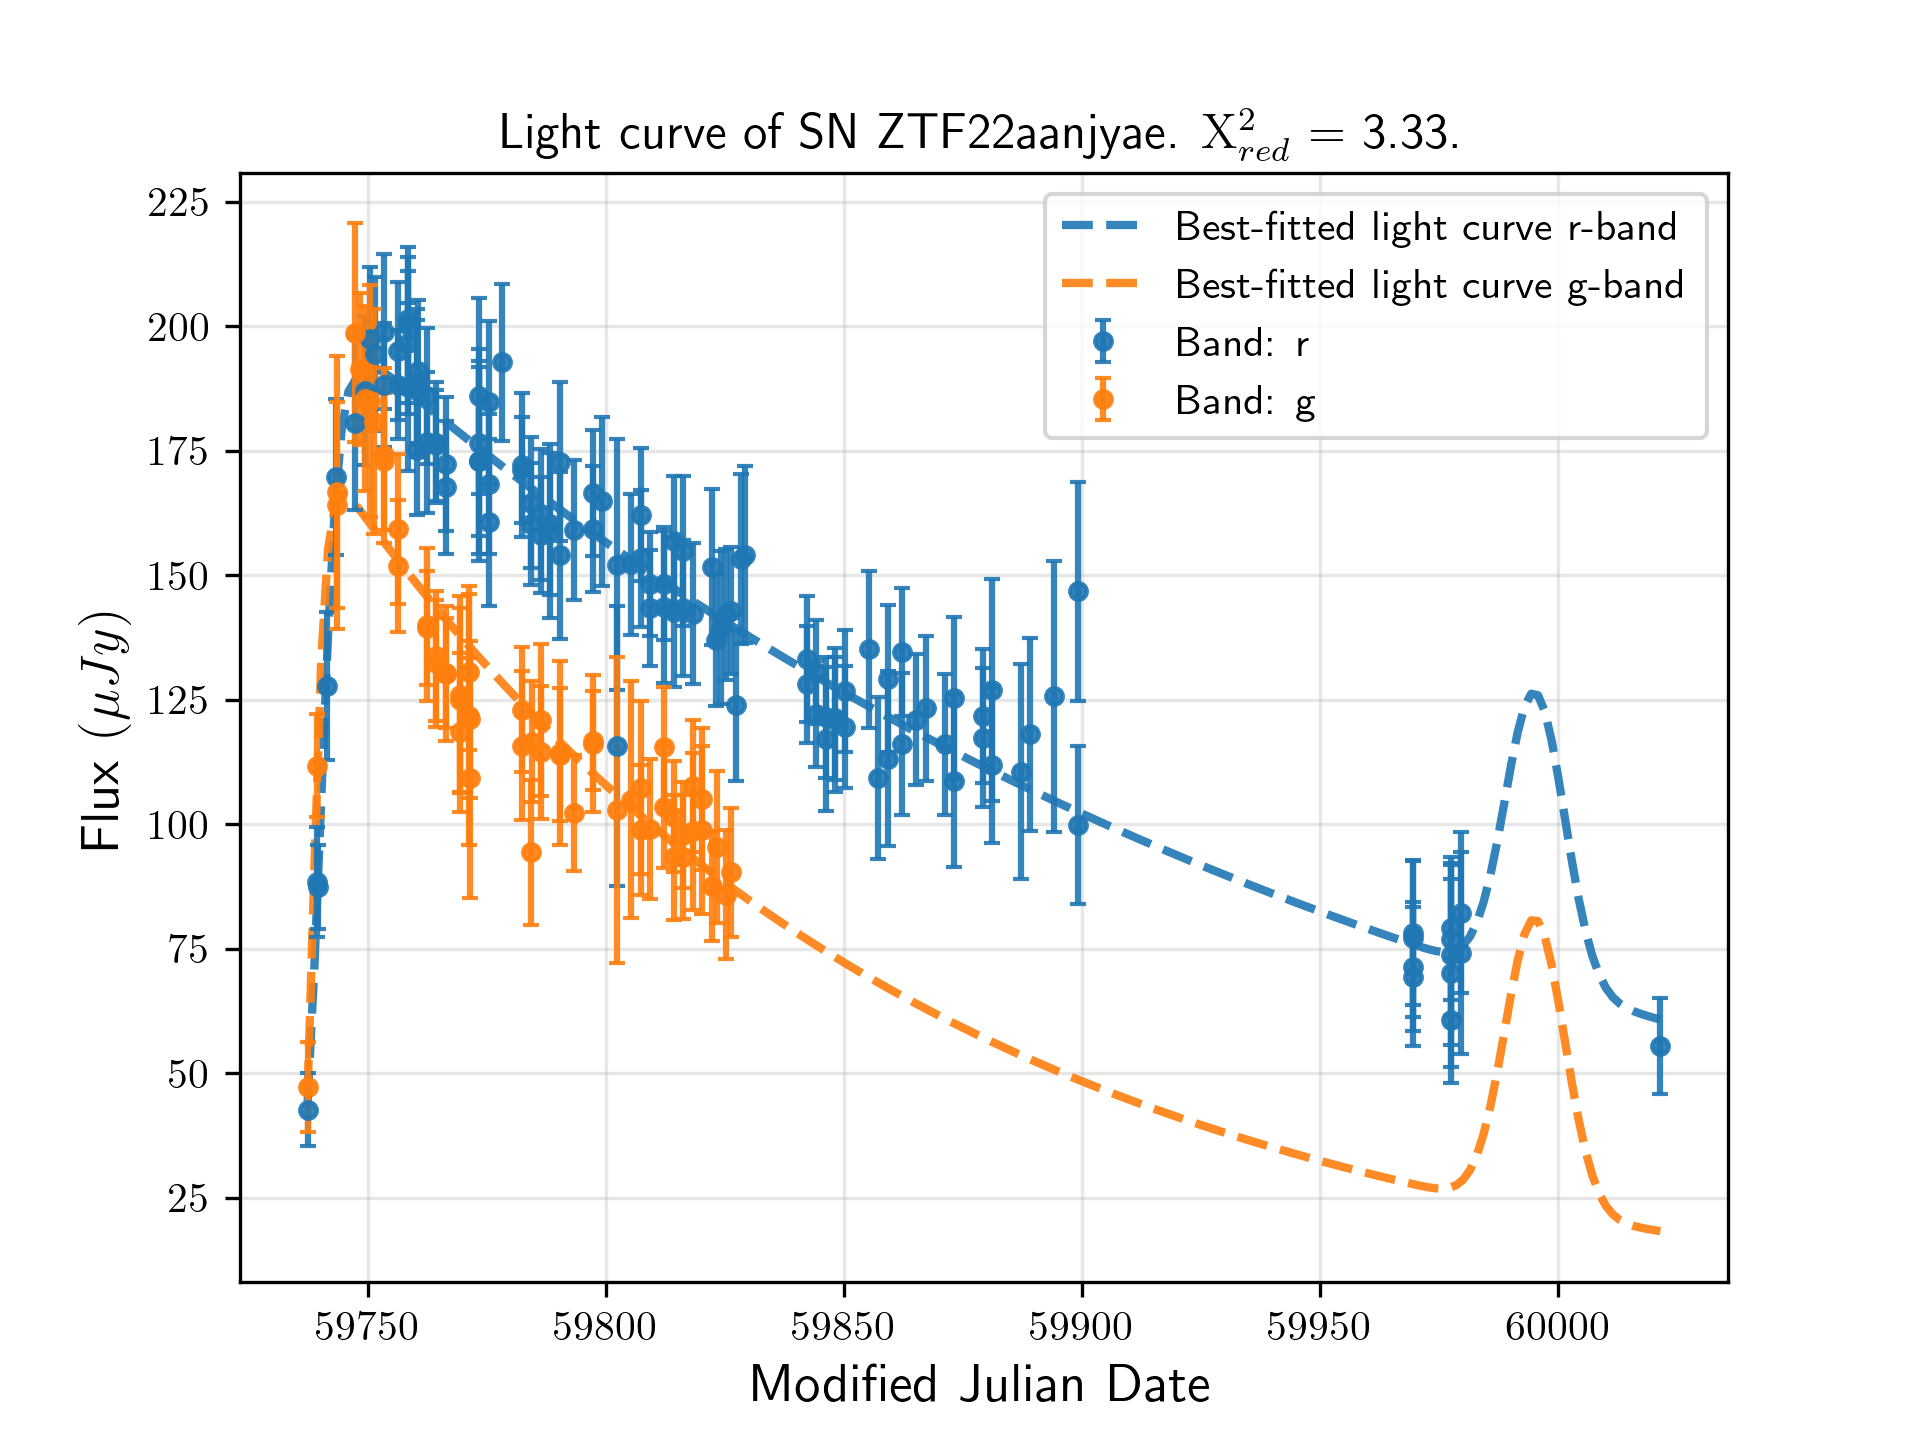 Light curve of SN ZTF22aanjyae. X²_red = 3.33.
225
200
175
150
125
100
75
50
25
Flux (μJy)
Best-fitted light curve r-band
Best-fitted light curve g-band
Band: r
Band: g
59750 59800 59850 59900 59950 60000
Modified Julian Date